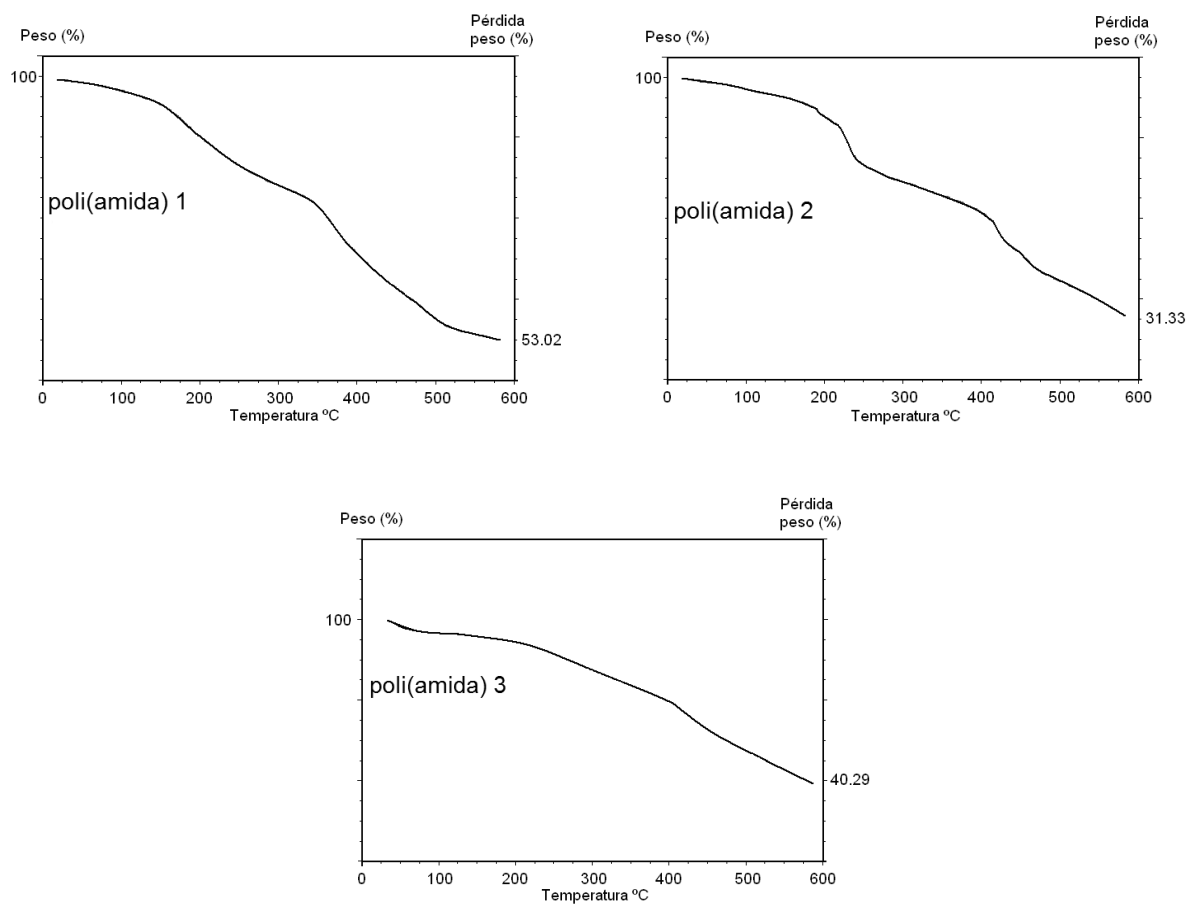 Peso (%)
Pérdida
peso (%)
100
poli(amida) 1
53.02
0 100 200 300 400 500 600
Temperatura ºC
Peso (%)
Pérdida
peso (%)
100
poli(amida) 2
31.33
0 100 200 300 400 500 600
Temperatura ºC
Peso (%)
Pérdida
peso (%)
100
poli(amida) 3
40.29
0 100 200 300 400 500 600
Temperatura ºC